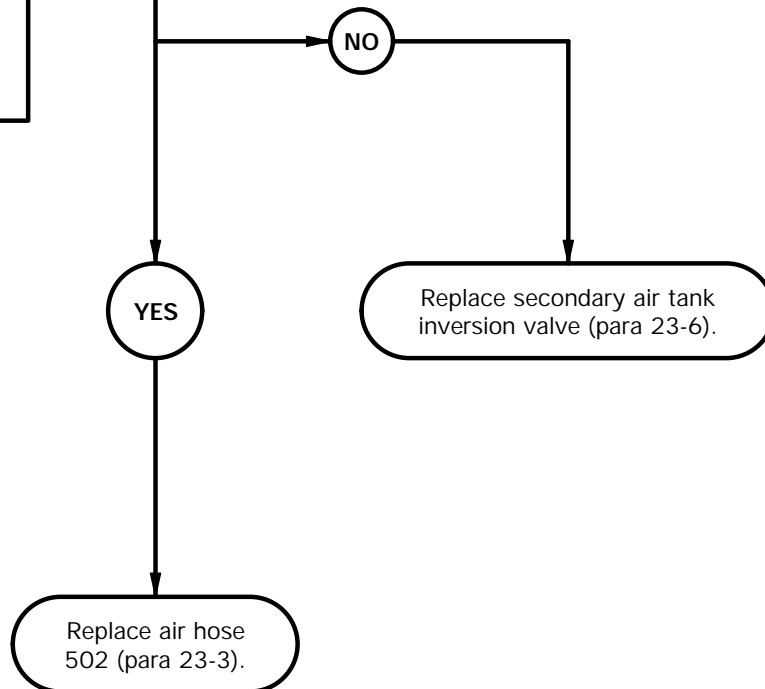 NO
YES
Replace secondary air tank
inversion valve (para 23-6).
Replace air hose
502 (para 23-3).